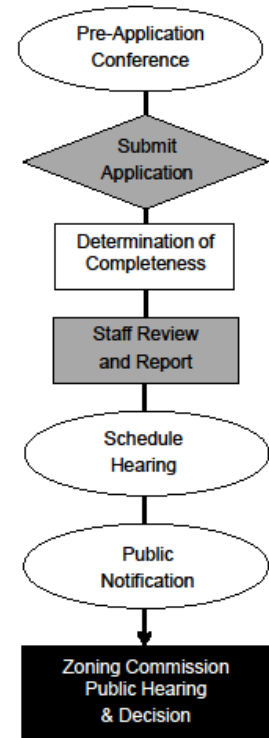 Pre-Application
Conference
Submit
Application
Determination of
Completeness
Staff Review
and Report
Schedule
Hearing
Public
Notification
Zoning Commission
Public Hearing
& Decision